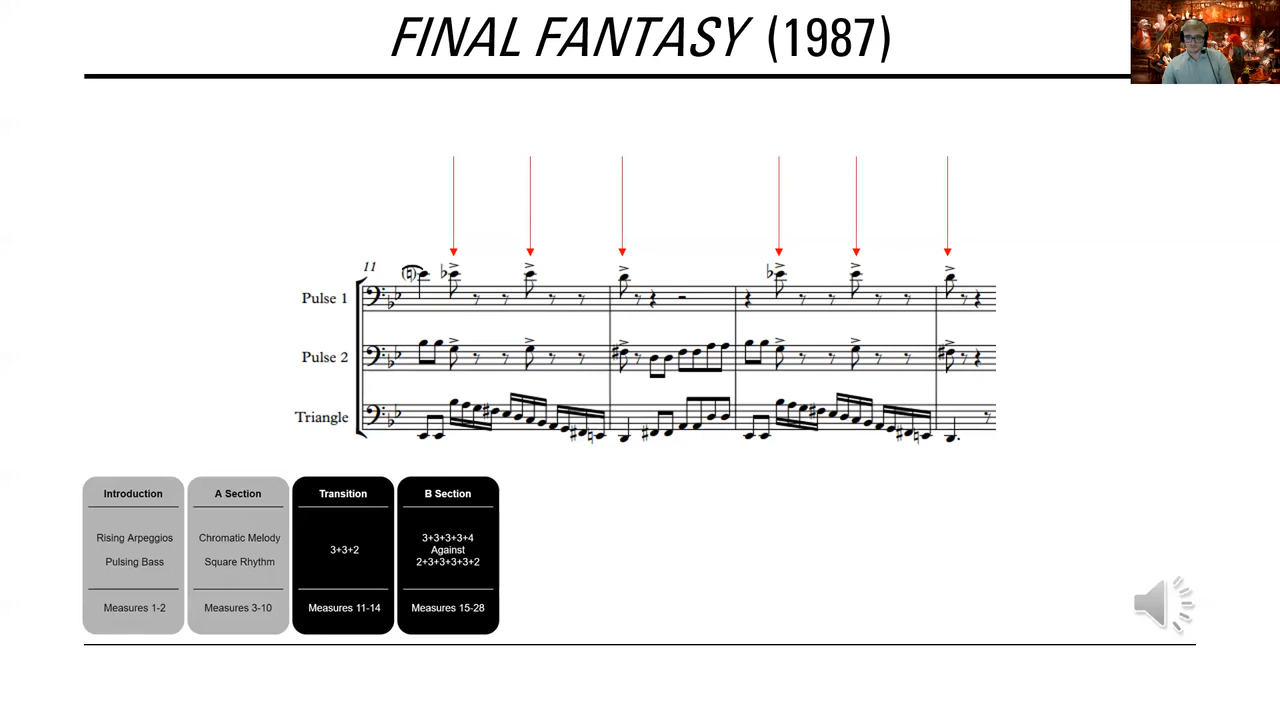 FINAL FANTASY (1987)
11
Pulse 1
Pulse 2
Triangle
Introduction
Rising Arpeggios
Pulsing Bass
Measures 1-2
A Section
Chromatic Melody
Square Rhythm
Measures 3-10
Transition
3+3+2
Measures 11-14
B Section
3+3+3+3+4
Against
2+3+3+3+3+2
Measures 15-28